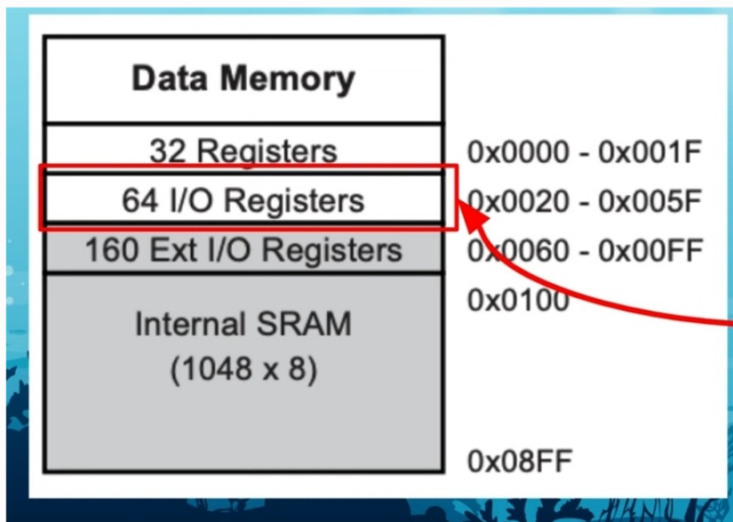 Data Memory
32 Registers 0x0000 - 0x001F
64 I/O Registers 0x0020 - 0x005F
160 Ext I/O Registers 0x0060 - 0x00FF
0x0100
Internal SRAM
(1048 x 8)
0x08FF